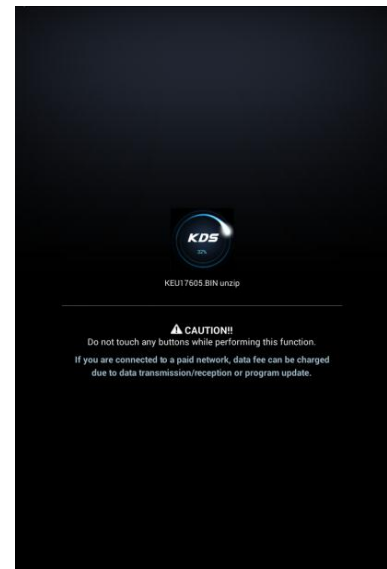 KDS
32%
KEU17605.BIN unzip
CAUTION!!
Do not touch any buttons while performing this function.
If you are connected to a paid network, data fee can be charged
due to data transmission/reception or program update.